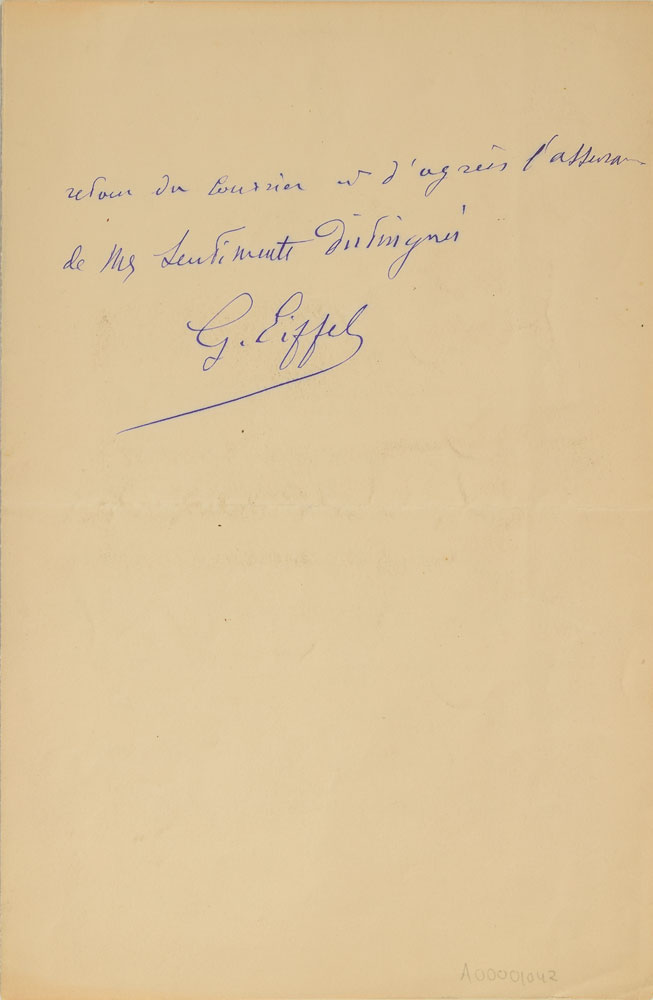 retour du courrier et d'agréer l'assuran
de mes sentiments distingués
G. Eiffel
A00001042